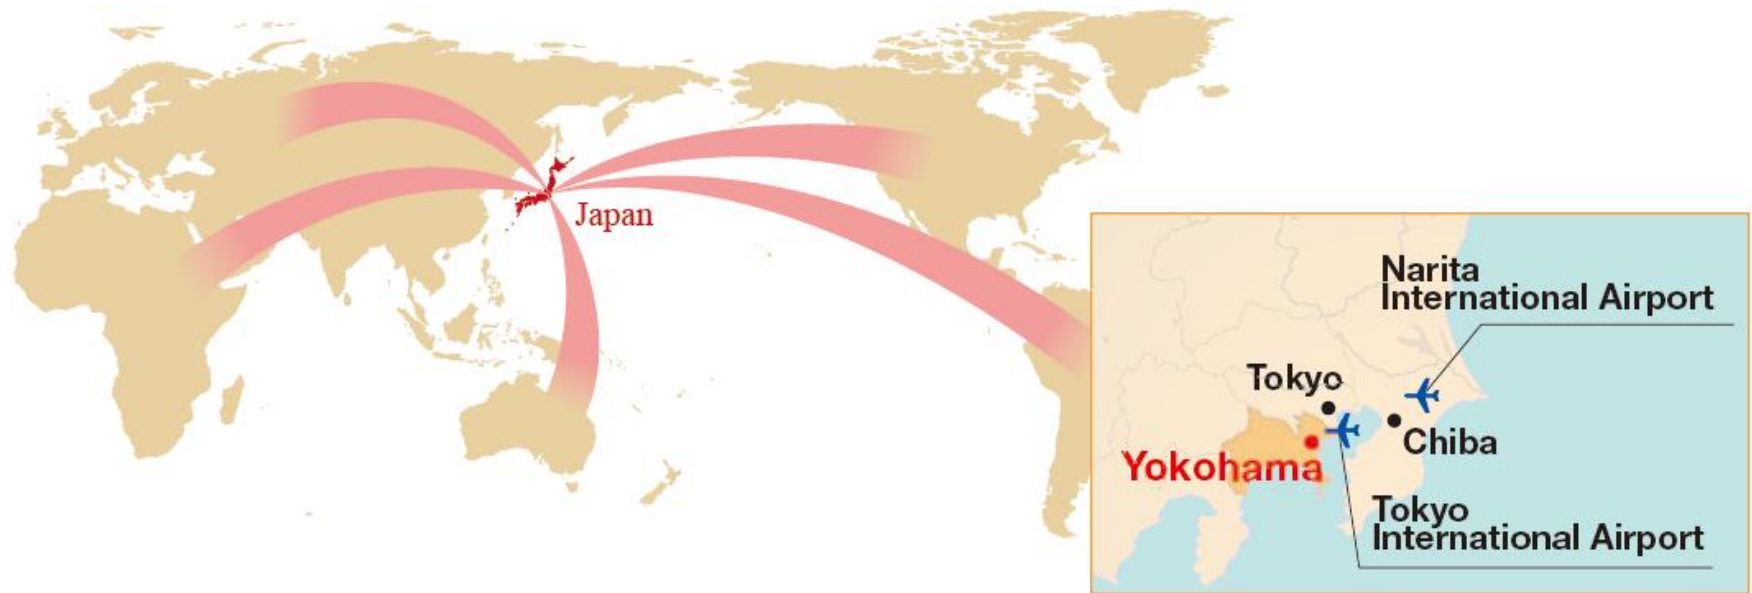 Japan
Narita
International Airport
Tokyo
Chiba
Yokohama
Tokyo
International Airport